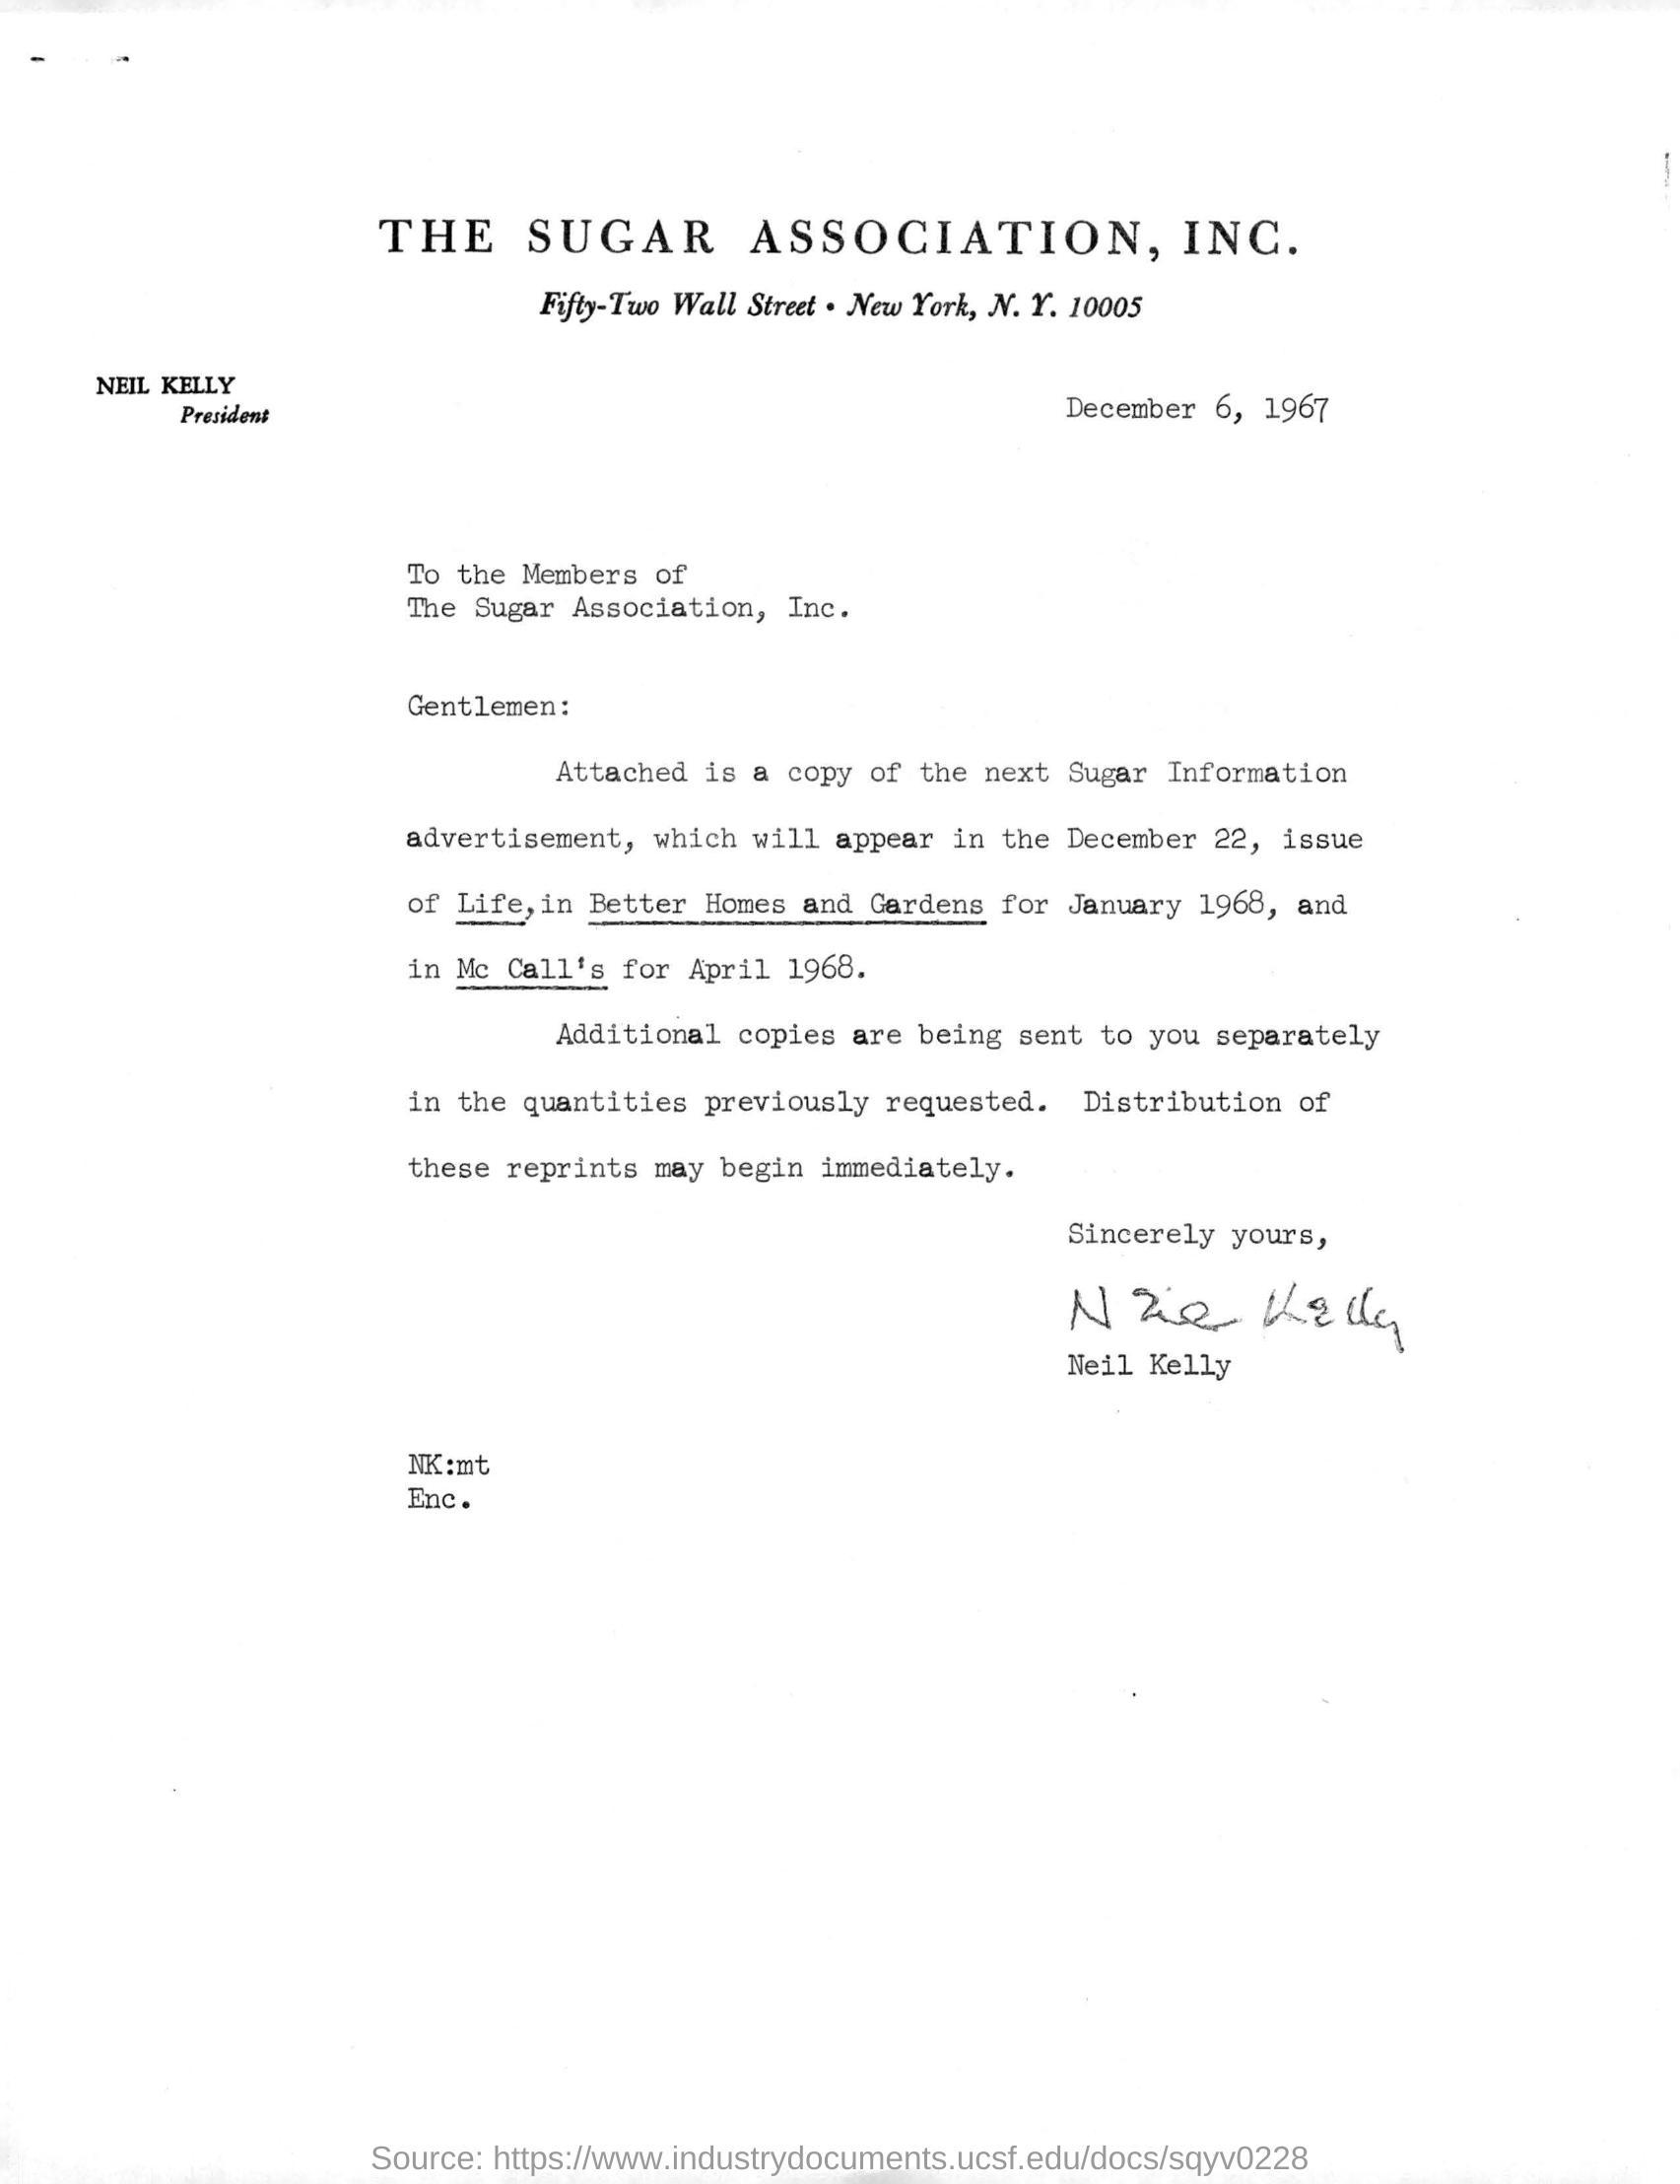 THE SUGAR ASSOCIATION, INC.
Fifty-Two Wall Street • New York, N. Y. 10005
NEIL KELLY
President
December 6, 1967
To the Members of
The Sugar Association, Inc.
Gentlemen:
Attached is a copy of the next Sugar Information
advertisement, which will appear in the December 22, issue
of Life, in Better Homes and Gardens for January 1968, and
in Mc Call's for April 1968.
Additional copies are being sent to you separately
in the quantities previously requested. Distribution of
these reprints may begin immediately.
Sincerely yours,
Neil Kelly
Neil Kelly
NK:mt
Enc.
Source: https://www.industrydocuments.ucsf.edu/docs/sqyv0228